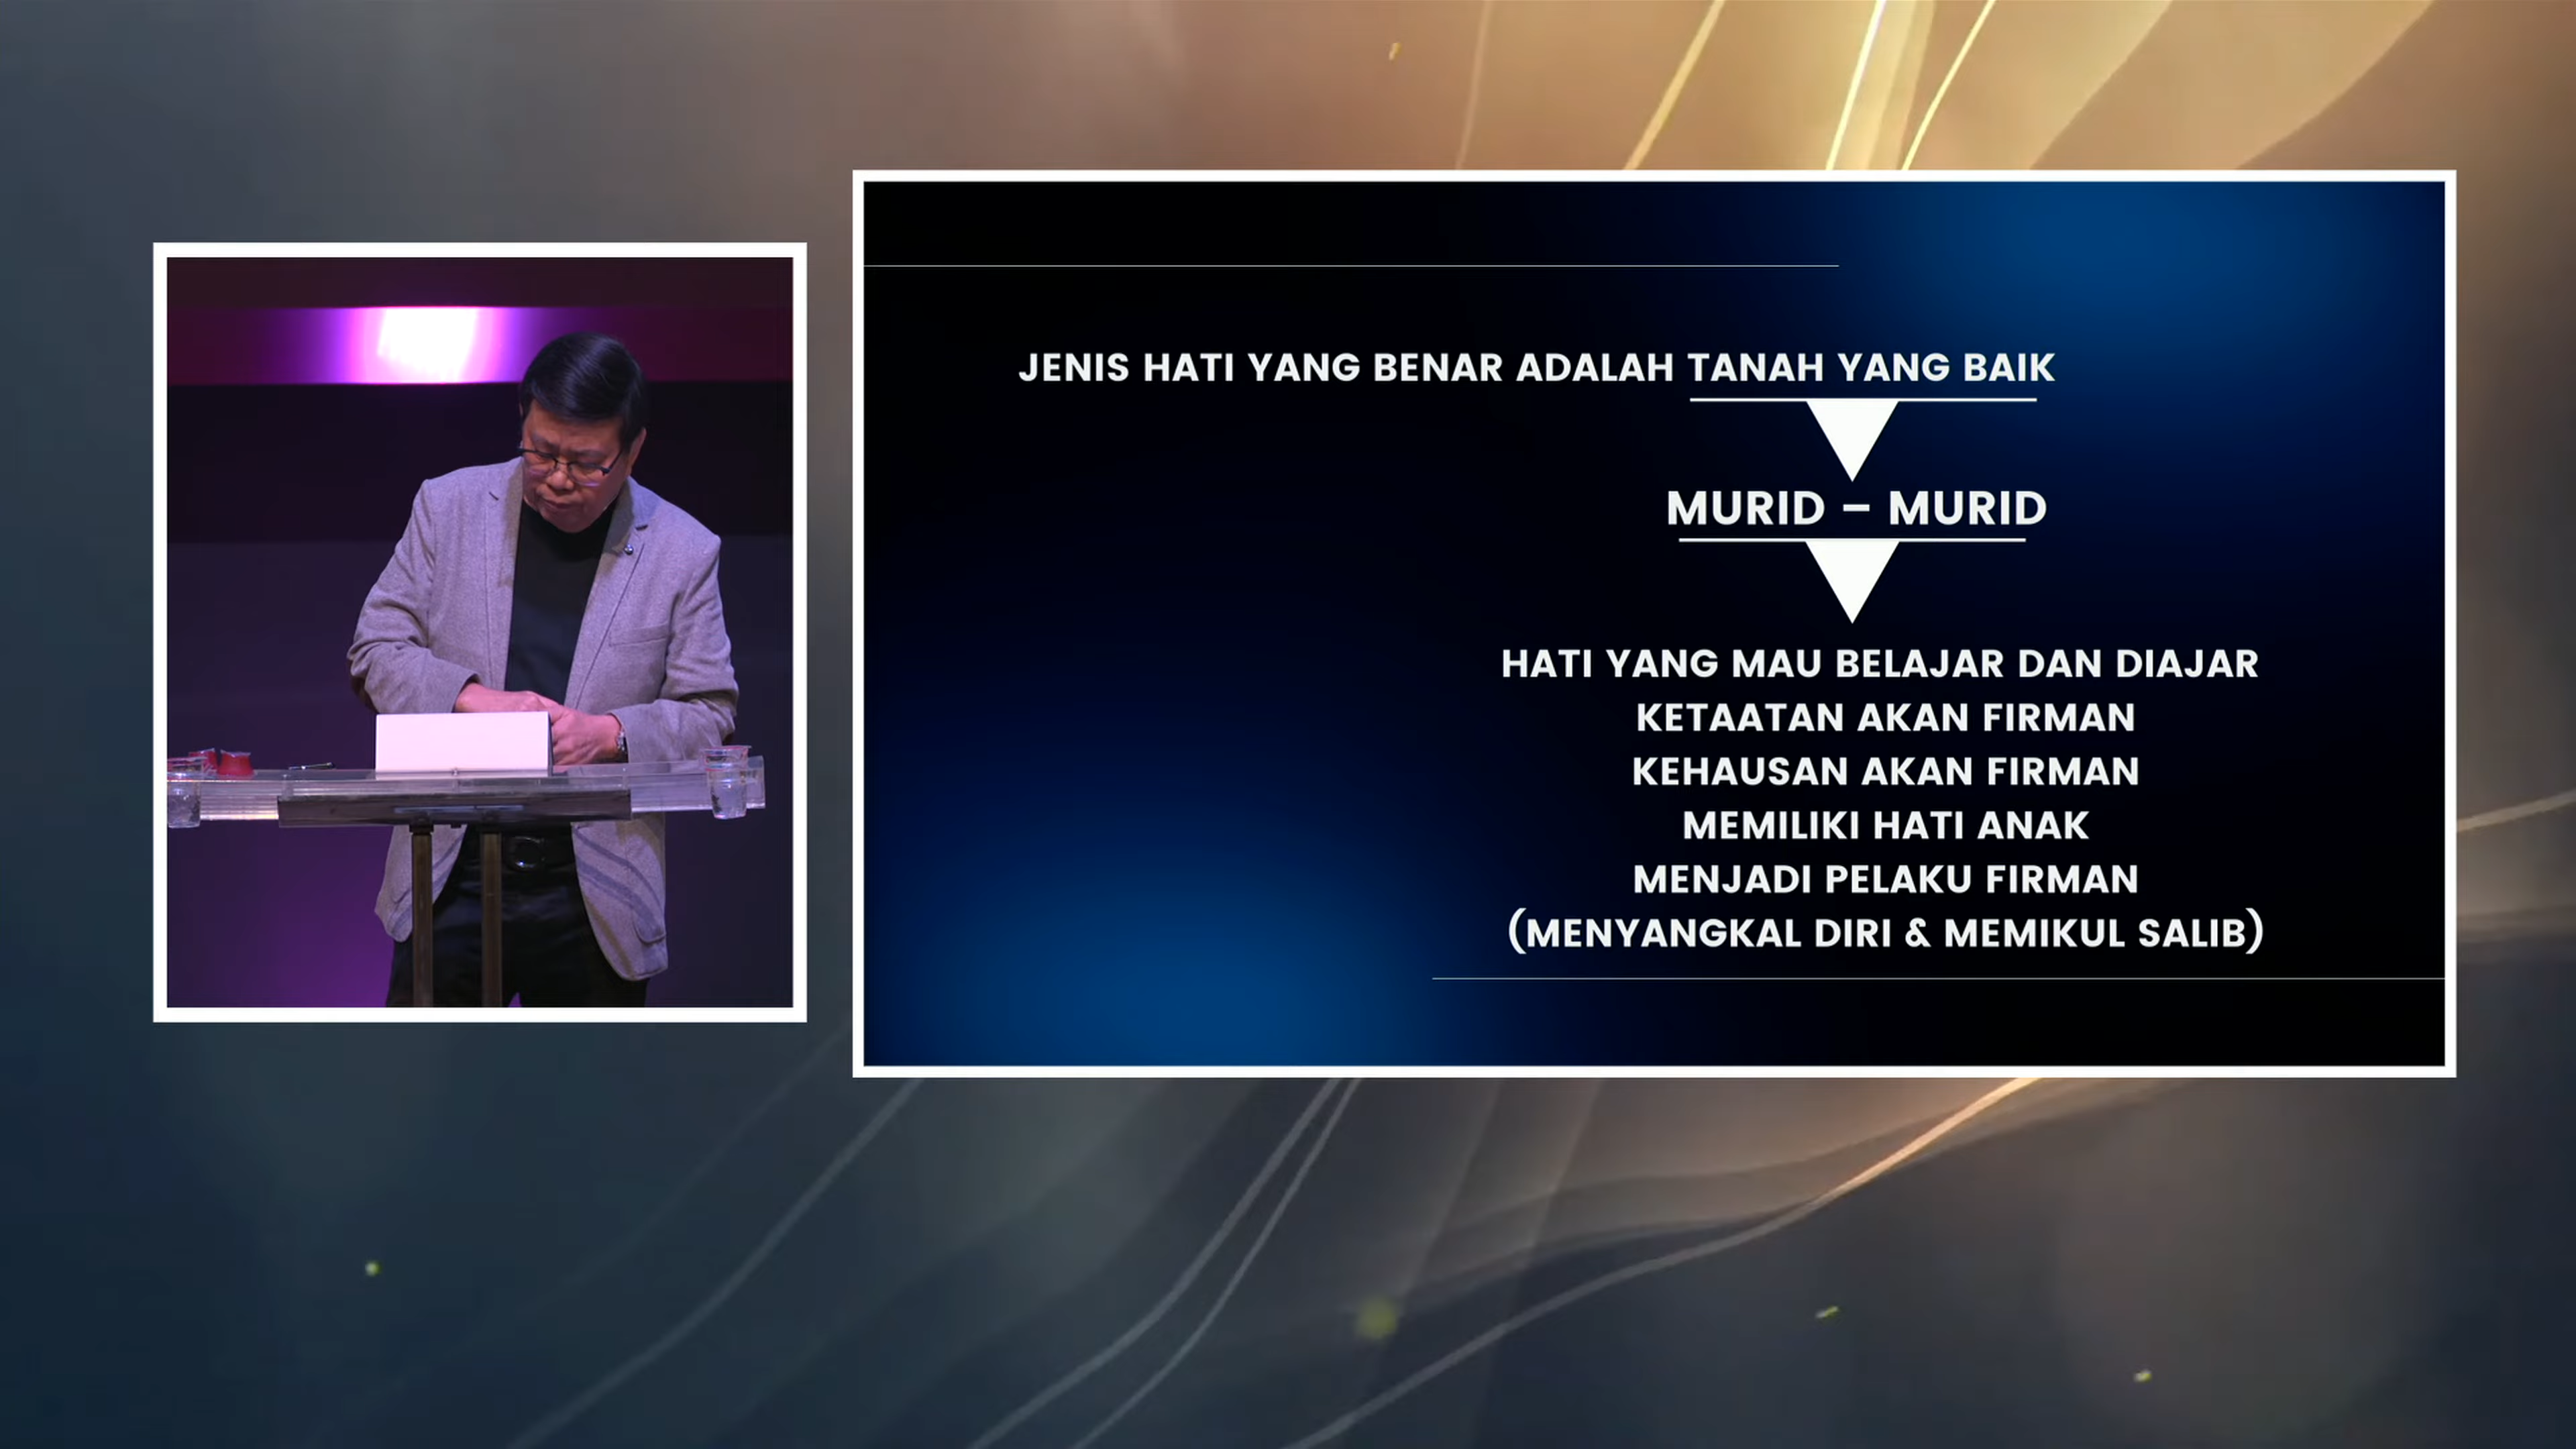 JENIS HATI YANG BENAR ADALAH TANAH YANG BAIK
MURID – MURID
HATI YANG MAU BELAJAR DAN DIAJAR
KETAATAN AKAN FIRMAN
KEHAUSAN AKAN FIRMAN
MEMILIKI HATI ANAK
MENJADI PELAKU FIRMAN
(MENYANGKAL DIRI & MEMIKUL SALIB)